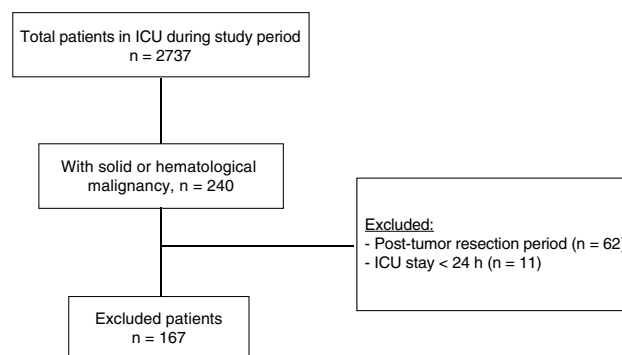 Total patients in ICU during study period
n = 2737
With solid or hematological
malignancy, n = 240
Excluded:
- Post-tumor resection period (n = 62)
- ICU stay < 24 h (n = 11)
Excluded patients
n = 167